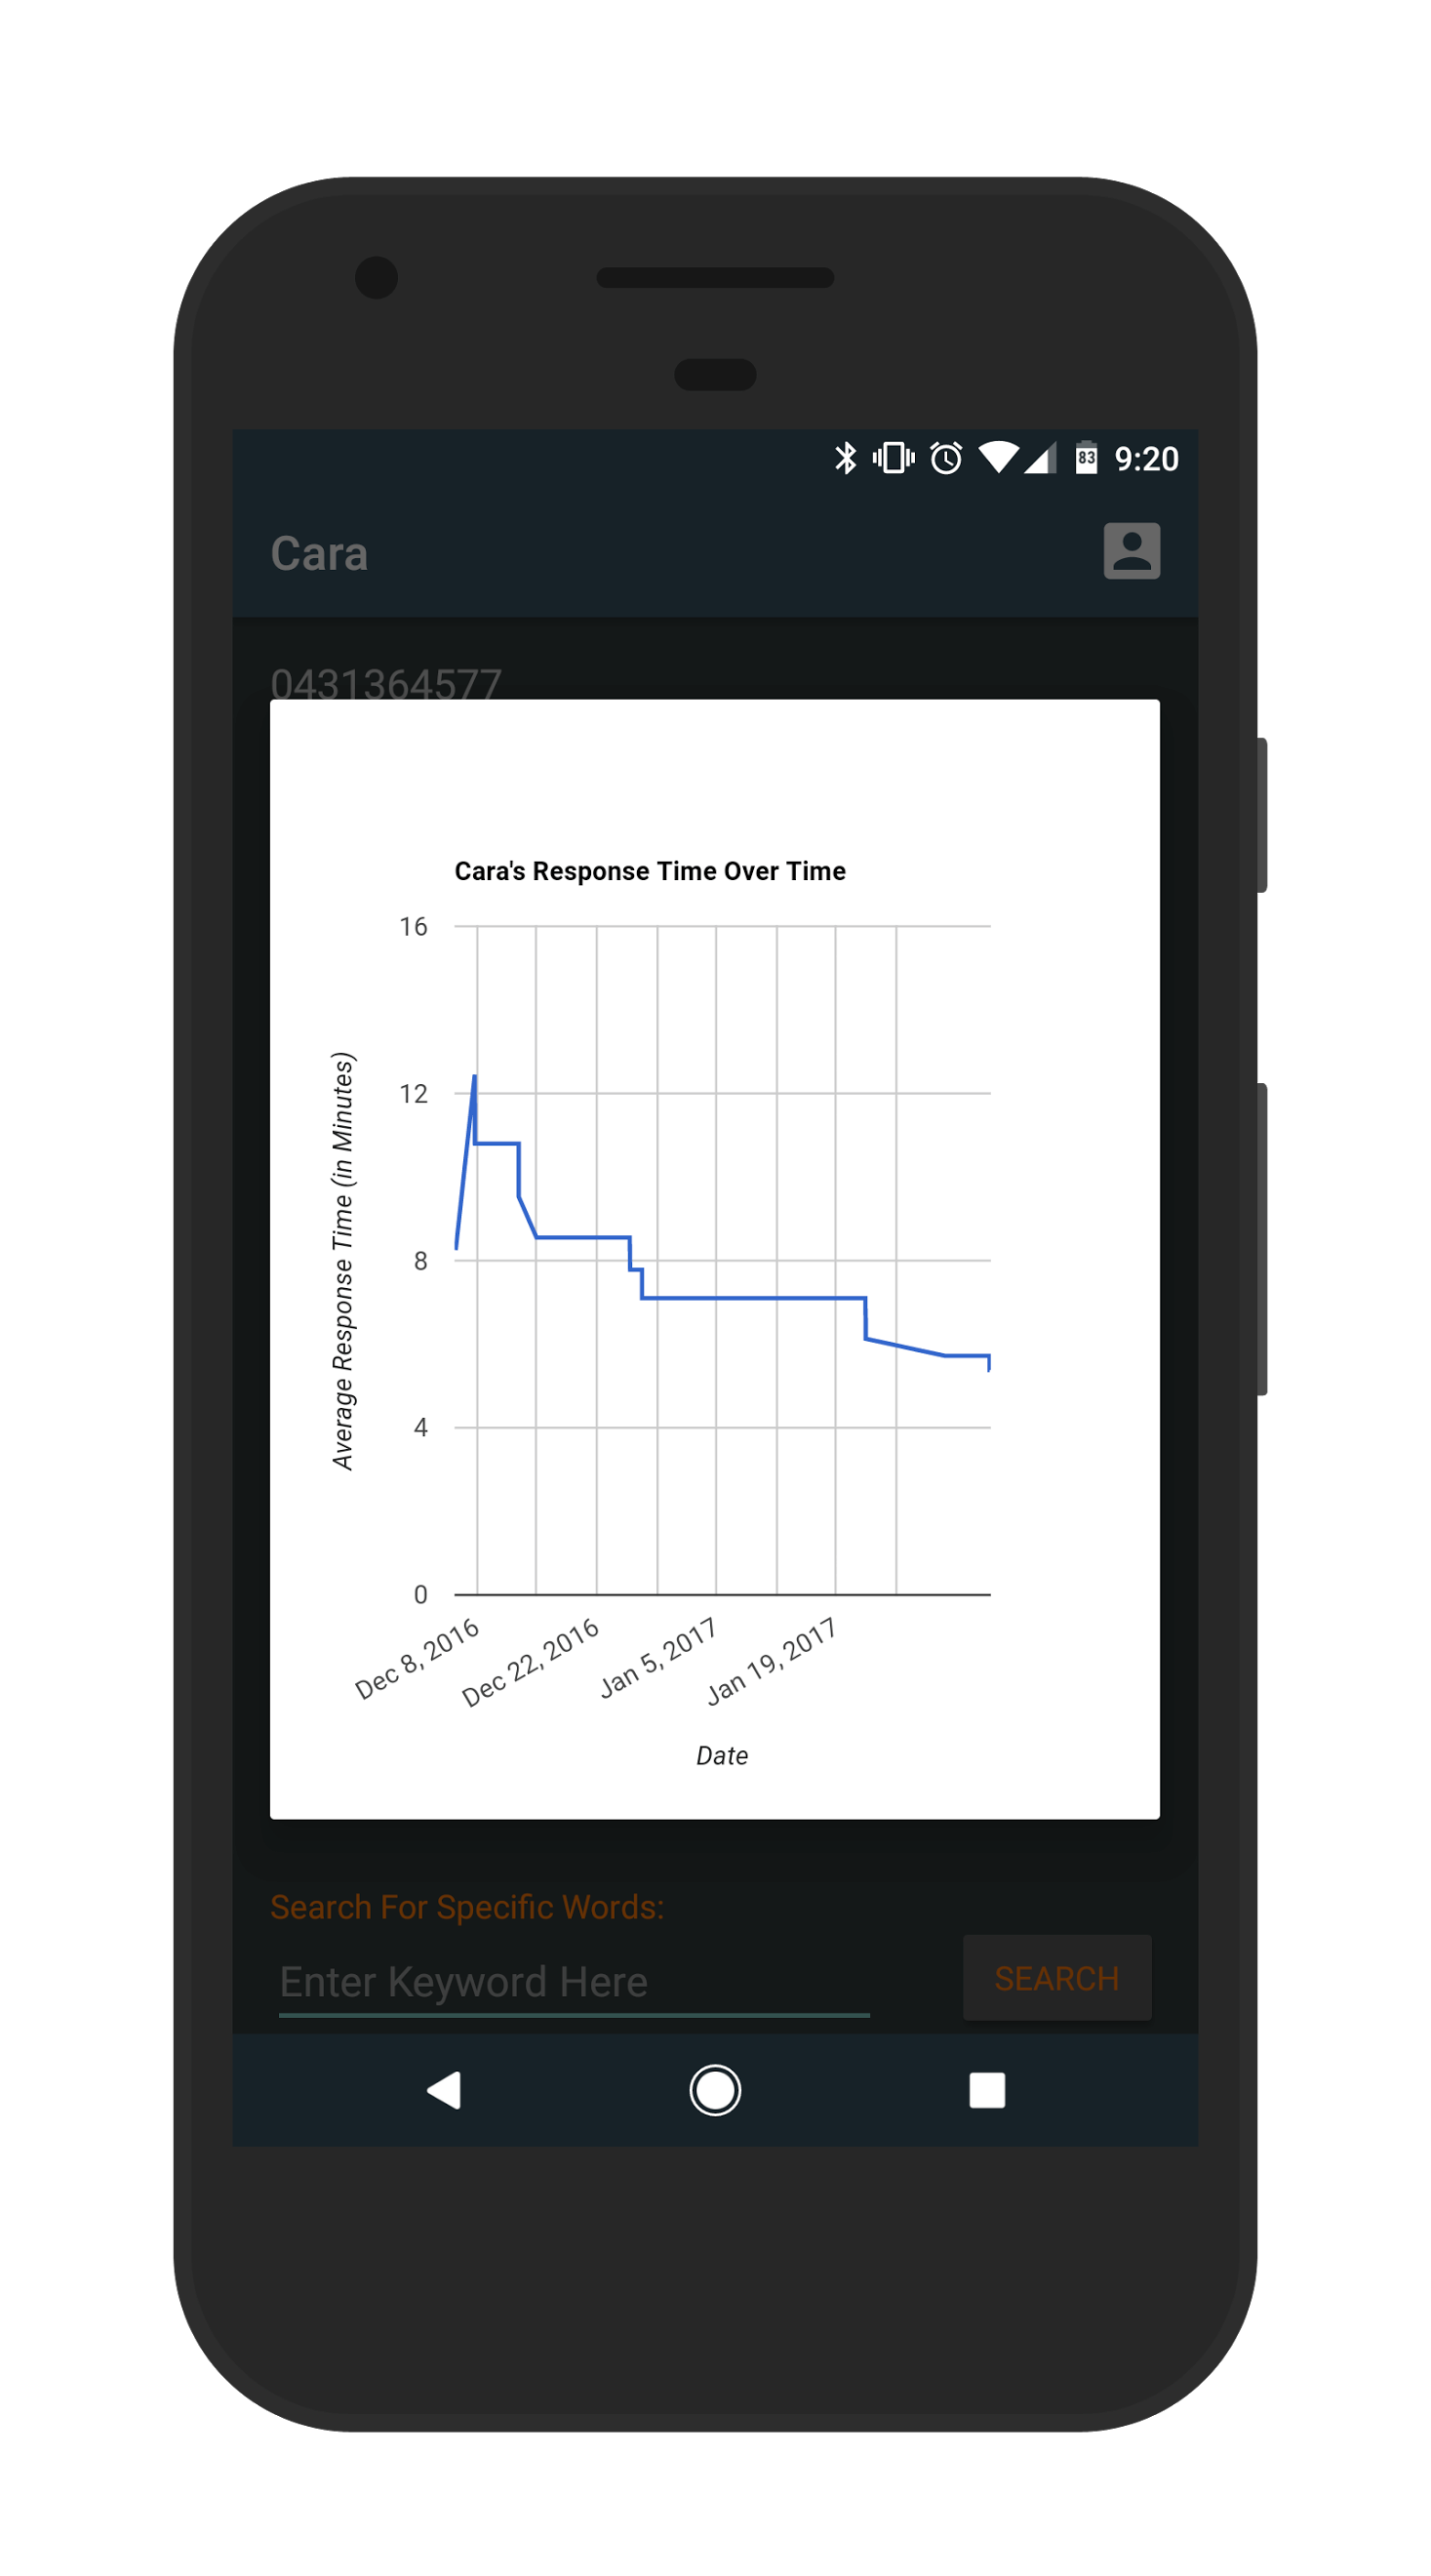 83 9:20
Cara
0431364577
Cara's Response Time Over Time
Average Response Time (in Minutes)
16
12
8
4
0
Dec 8, 2016
Dec 22, 2016
Jan 5, 2017
Jan 19, 2017
Date
Search For Specific Words:
Enter Keyword Here
SEARCH